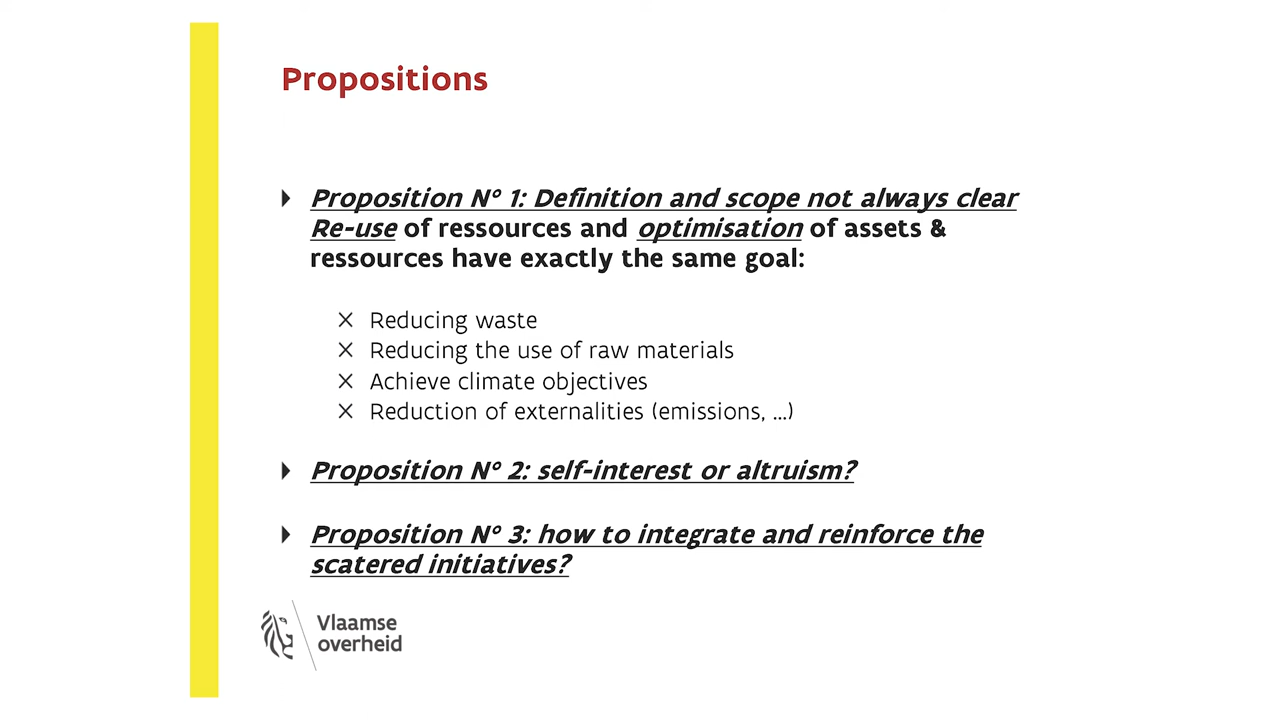 Propositions
Proposition N° 1: Definition and scope not always clear
Re-use of ressources and optimisation of assets &
ressources have exactly the same goal:
Reducing waste
Reducing the use of raw materials
Achieve climate objectives
Reduction of externalities (emissions, ...)
Proposition N° 2: self-interest or altruism?
Proposition N° 3: how to integrate and reinforce the
scatered initiatives?
Vlaamse
overheid